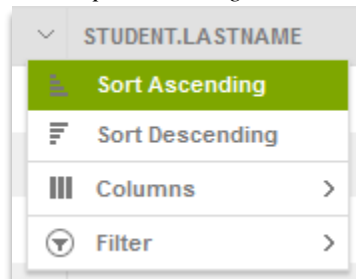 STUDENT.LASTNAME
Sort Ascending
Sort Descending
Columns
Filter